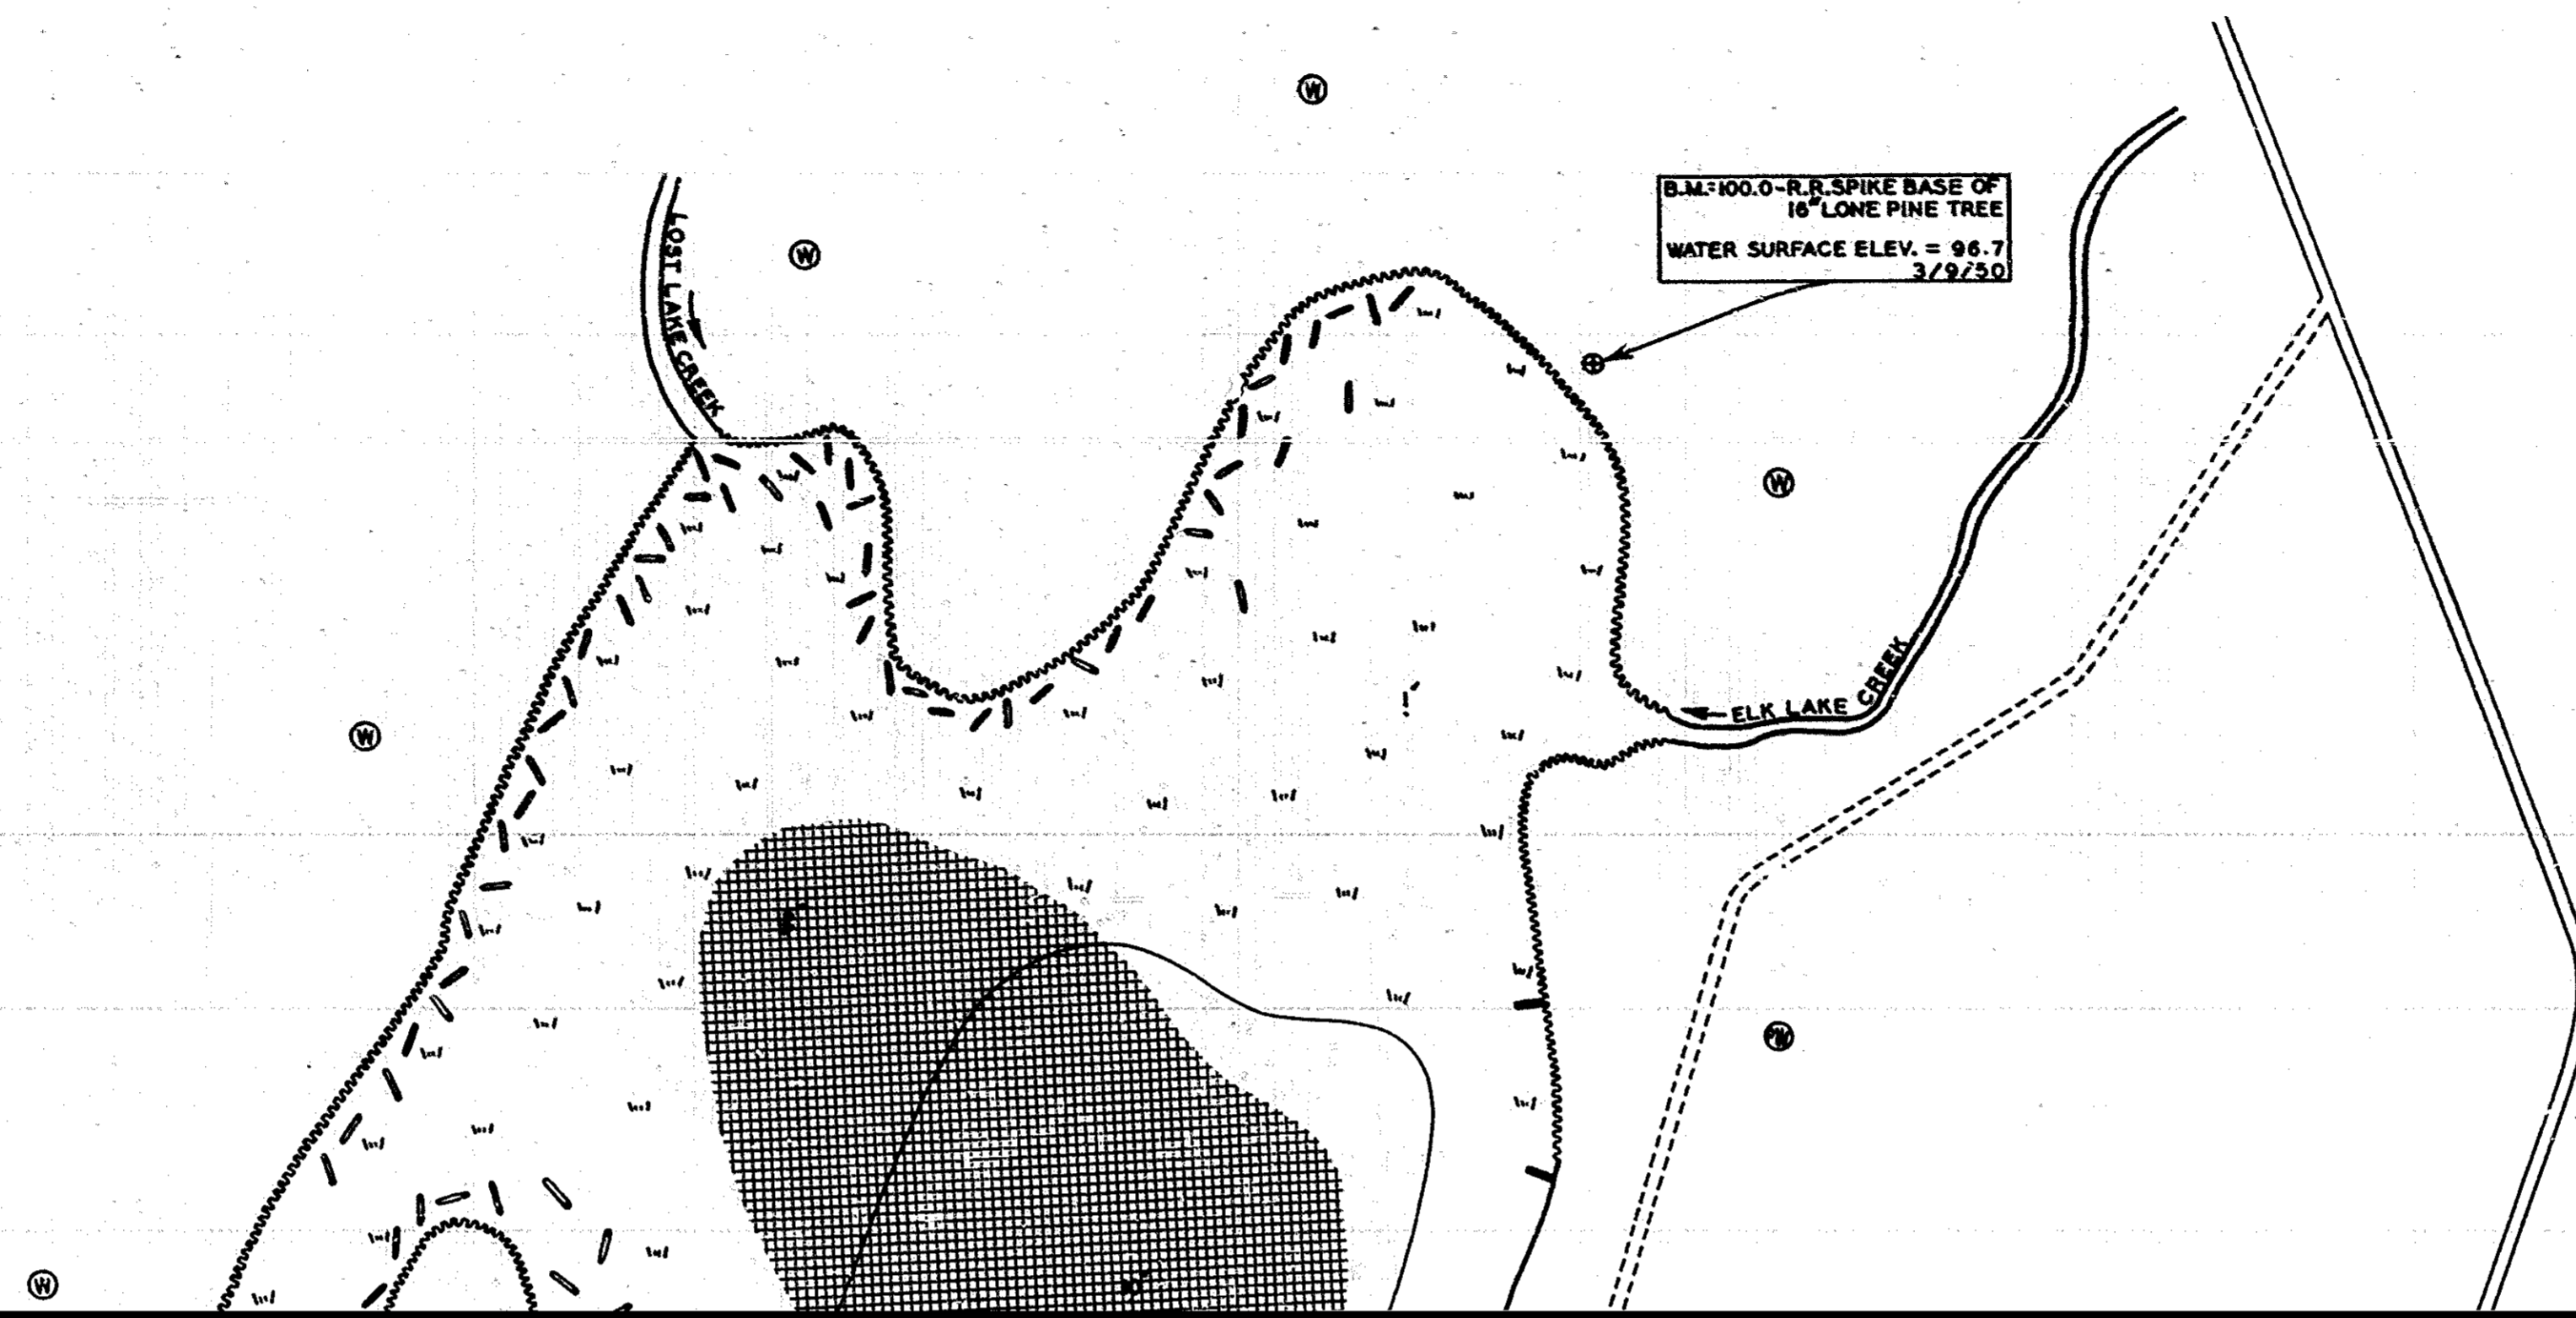 W
LOST LAKE CREEK
W
B.M.=100.0-R.R.SPIKE BASE OF
16" LONE PINE TREE
WATER SURFACE ELEV. = 96.7
3/9/50
W
ELK LAKE CREEK
W
PW
W